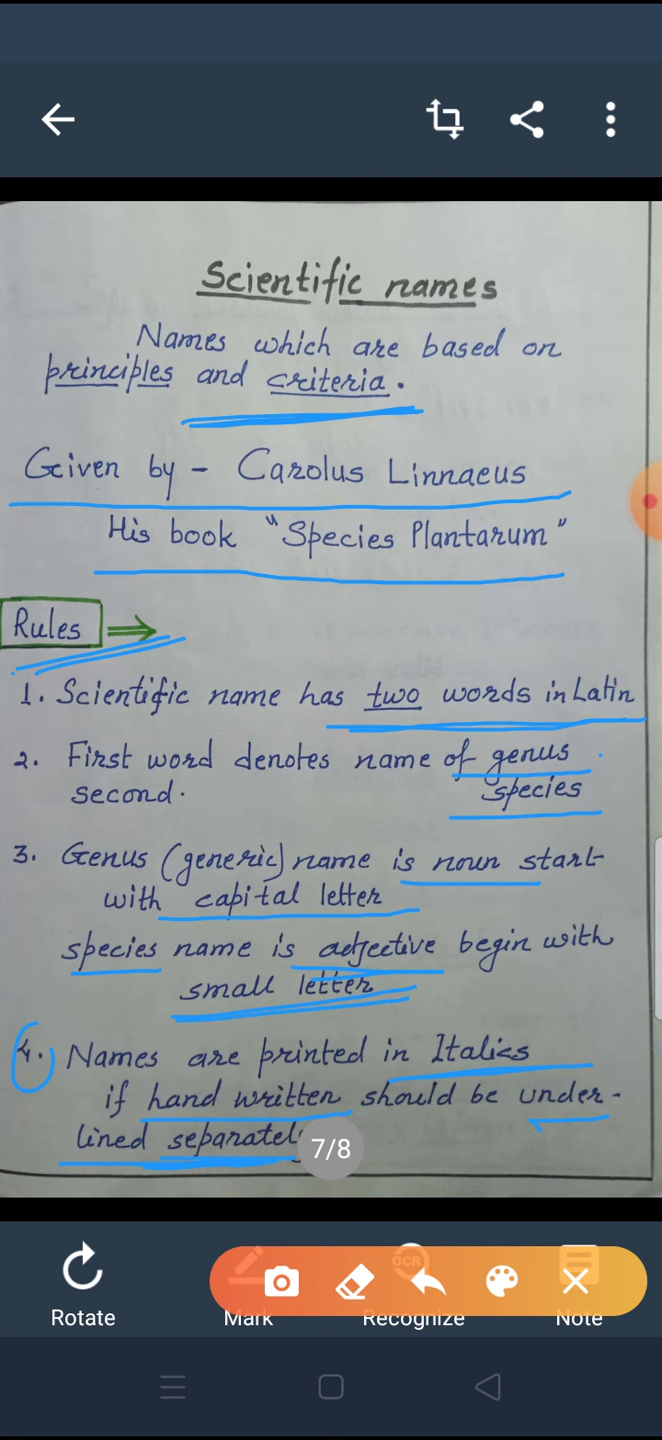 Scientific names
Names which are based on
principles and criteria.
Given by - Carolus Linnaeus
His book "Species Plantarum"
Rules ⇒
1. Scientific name has two words in Latin
2. First word denotes name of genus
second. species
3. Genus (generic) name is noun start
with capital letter
species name is adjective begin with
small letter
4. Names are printed in Italics
if hand written should be under-
lined separately
7/8
OCR
Rotate
Mark
Recognize
Note